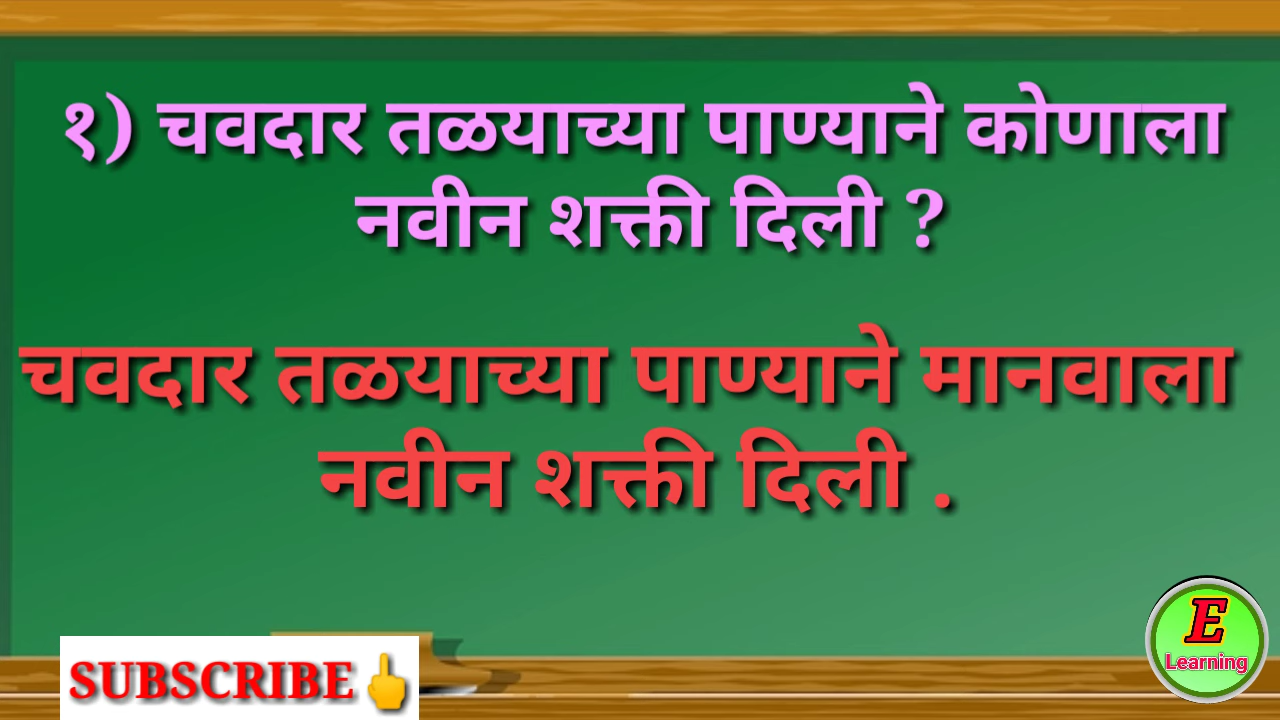 १) चवदार तळयाच्या पाण्याने कोणाला
नवीन शक्ती दिली ?
चवदार तळयाच्या पाण्याने मानवाला
नवीन शक्ती दिली .
SUBSCRIBE🖕
E
Learning